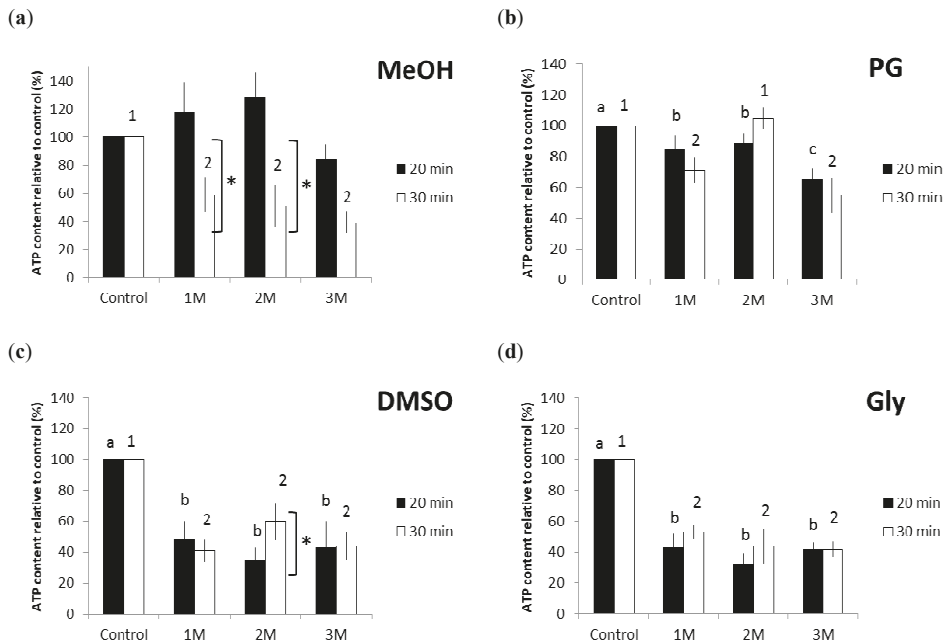 (a)
MeOH
ATP content relative to control (%)
140
120
100
80
60
40
20
0
1
2
*
2
*
2
Control 1M 2M 3M
20 min
30 min
(b)
PG
ATP content relative to control (%)
140
120
100
80
60
40
20
0
a 1
b 2
b 1
c 2
Control 1M 2M 3M
20 min
30 min
(c)
DMSO
ATP content relative to control (%)
140
120
100
80
60
40
20
0
a 1
b 2
b 2
*
b 2
Control 1M 2M 3M
20 min
30 min
(d)
Gly
ATP content relative to control (%)
140
120
100
80
60
40
20
0
a 1
b 2
b 2
b 2
Control 1M 2M 3M
20 min
30 min